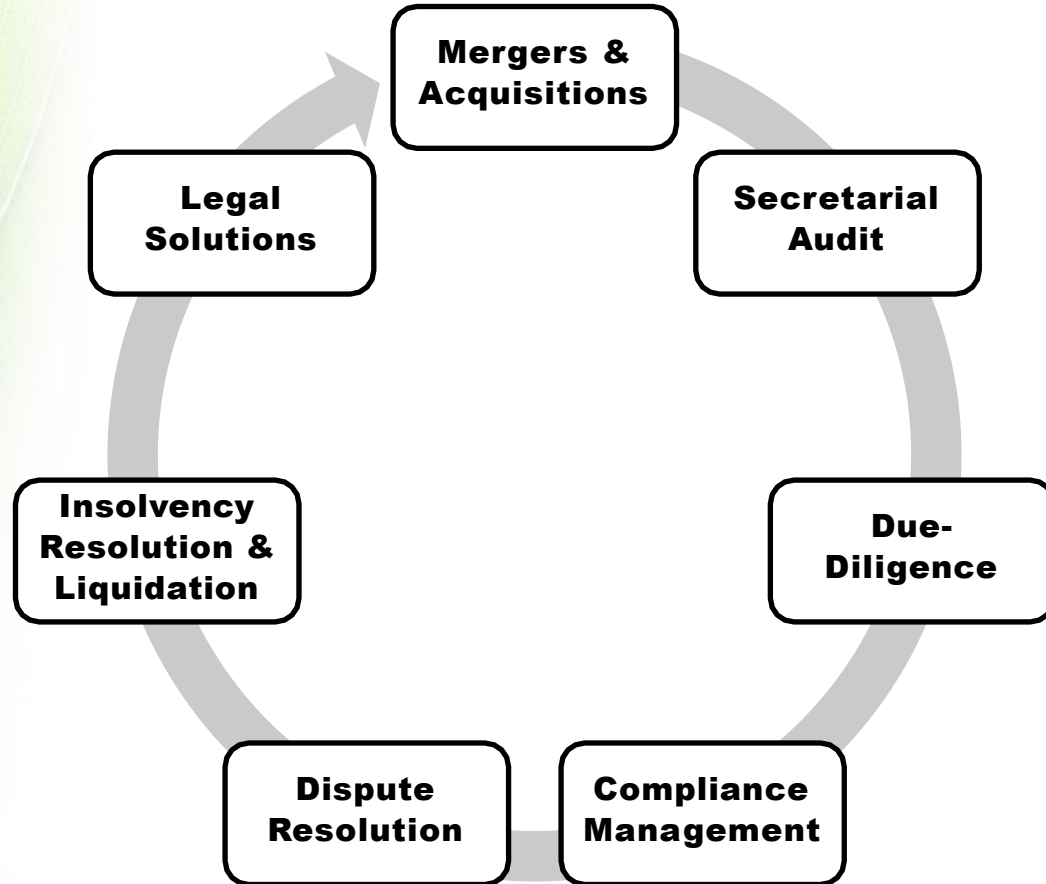 Mergers &
Acquisitions
Secretarial
Audit
Due-
Diligence
Compliance
Management
Dispute
Resolution
Insolvency
Resolution &
Liquidation
Legal
Solutions